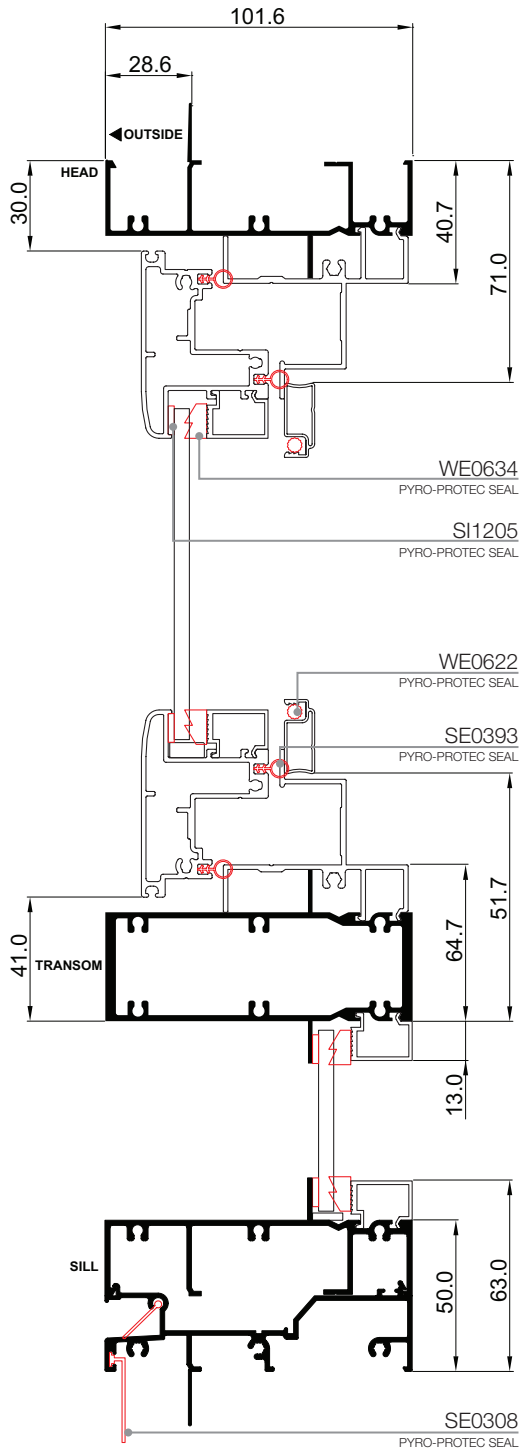 101.6
28.6
OUTSIDE
HEAD
30.0
40.7
71.0
WE0634
PYRO-PROTEC SEAL
SI1205
PYRO-PROTEC SEAL
WE0622
PYRO-PROTEC SEAL
SE0393
PYRO-PROTEC SEAL
41.0
TRANSOM
64.7
51.7
13.0
SILL
50.0
63.0
SE0308
PYRO-PROTEC SEAL